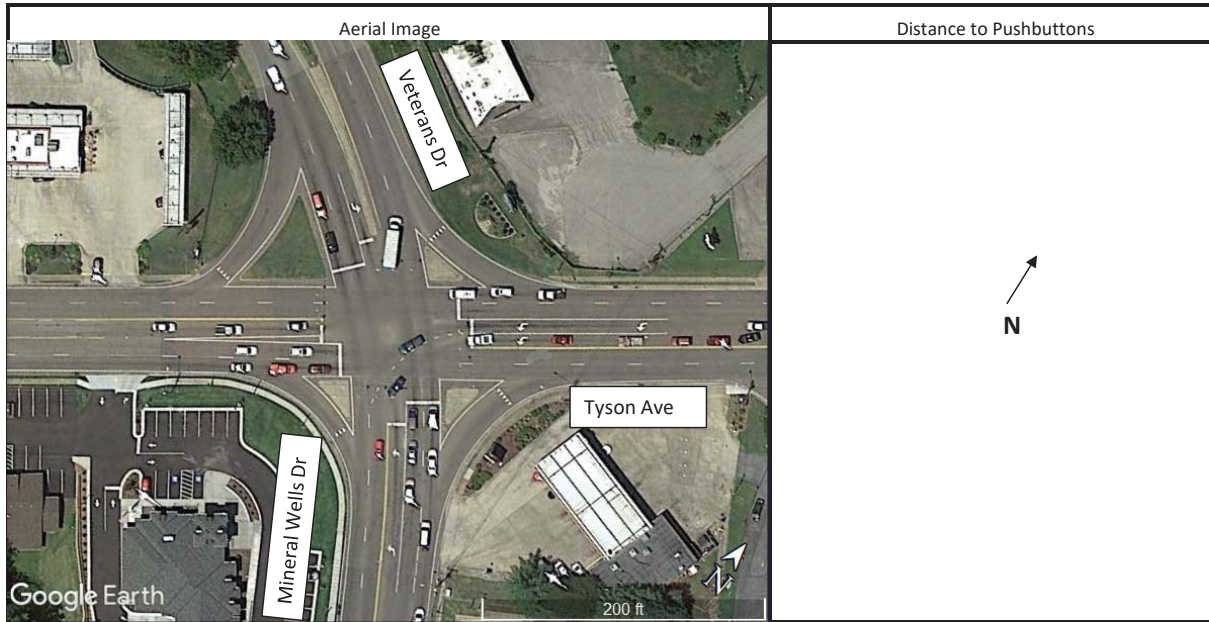 Aerial Image
Distance to Pushbuttons
Veterans Dr
N
Tyson Ave
Mineral Wells Dr
N
Google Earth
200 ft